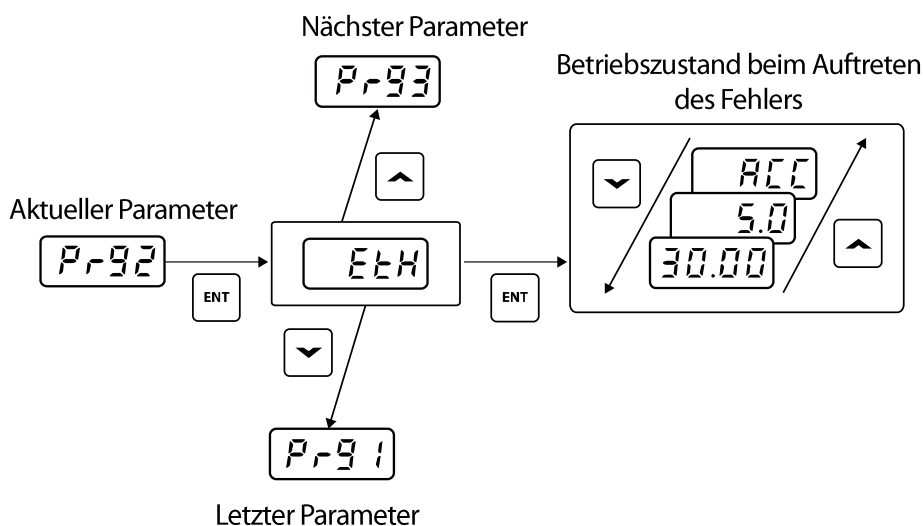 Nächster Parameter
Pr93
Betriebszustand beim Auftreten
des Fehlers
Aktueller Parameter
Pr92
ENT
EtH
ENT
ACC
5.0
30.00
Pr91
Letzter Parameter